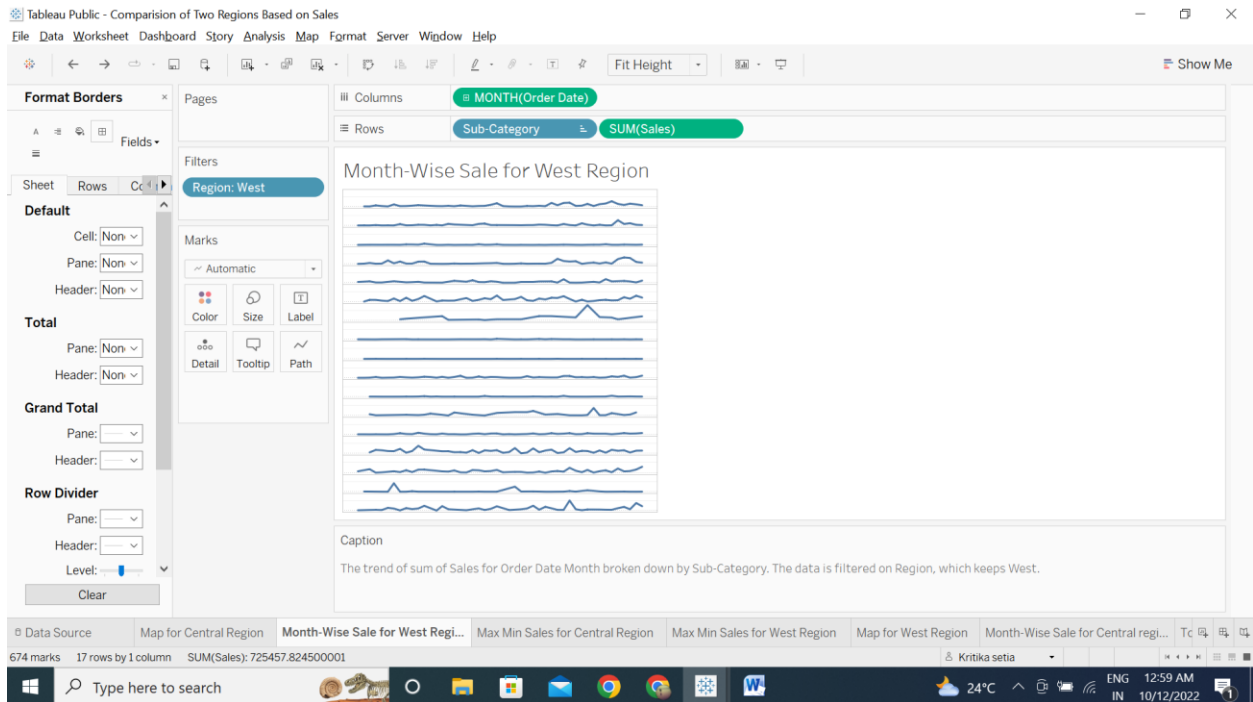 Tableau Public - Comparision of Two Regions Based on Sales
File Data Worksheet Dashboard Story Analysis Map Format Server Window Help
Fit Height
Show Me
Format Borders
Fields
Sheet Rows
Default
Cell: Non
Pane: Non
Header: Non
Total
Pane: Non
Header: Non
Grand Total
Pane:
Header:
Row Divider
Pane:
Header:
Level:
Clear
Pages
Filters
Region: West
Marks
Automatic
Color Size Label
Detail Tooltip Path
Columns MONTH(Order Date)
Rows Sub-Category SUM(Sales)
Month-Wise Sale for West Region
Caption
The trend of sum of Sales for Order Date Month broken down by Sub-Category. The data is filtered on Region, which keeps West.
Data Source Map for Central Region Month-Wise Sale for West Regi... Max Min Sales for Central Region Max Min Sales for West Region Map for West Region Month-Wise Sale for Central regi...
674 marks 17 rows by 1 column SUM(Sales): 725457.824500001 Kritika setia
Type here to search 24°C ENG 12:59 AM
IN 10/12/2022